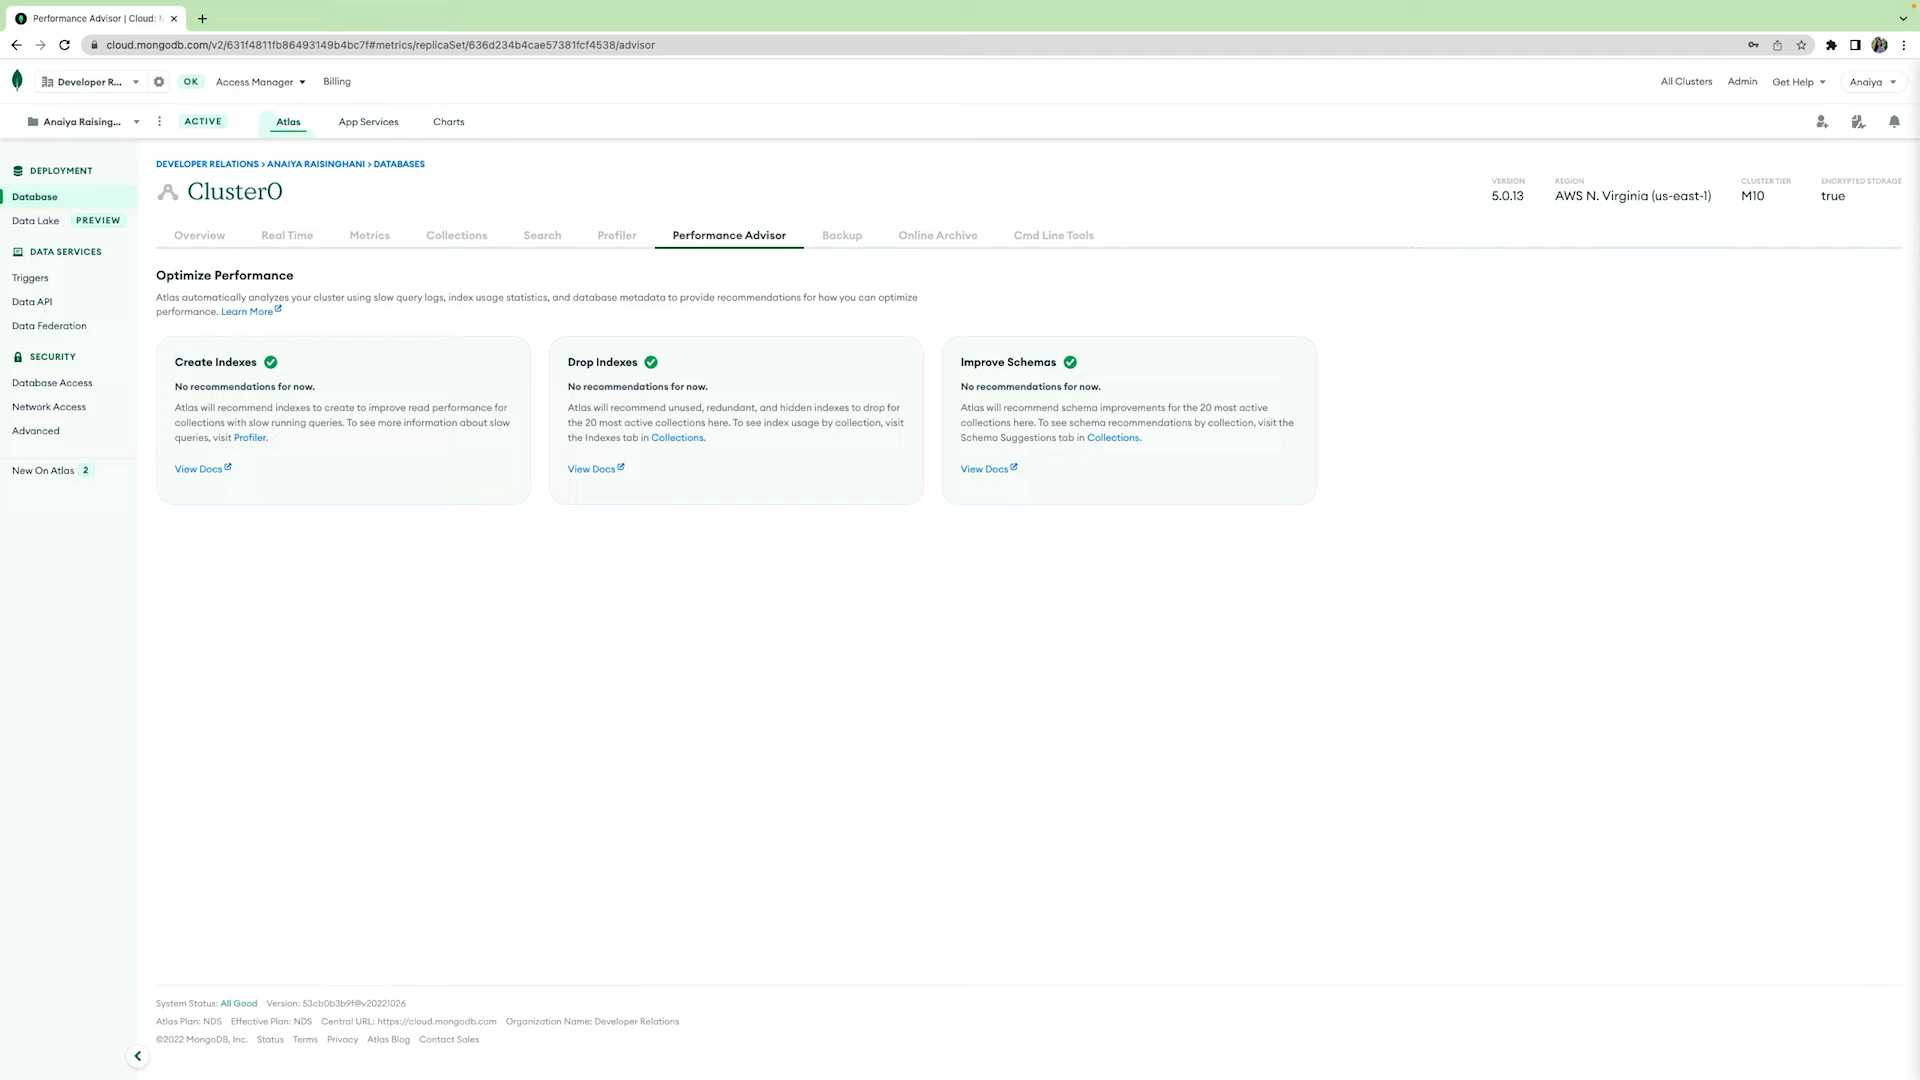 Performance Advisor | Cloud: M
cloud.mongodb.com/v2/631f4811fb86493149b4bc7f#metrics/replicaSet/636d234b4cae57381fcf4538/advisor
Developer R... OK Access Manager Billing All Clusters Admin Get Help Anaiya
Anaiya Raising... ACTIVE Atlas App Services Charts
DEPLOYMENT
Database
Data Lake PREVIEW
DATA SERVICES
Triggers
Data API
Data Federation
SECURITY
Database Access
Network Access
Advanced
New On Atlas 2
DEVELOPER RELATIONS > ANAIYA RAISINGHANI > DATABASES
Cluster0
VERSION REGION CLUSTER TIER ENCRYPTED STORAGE
5.0.13 AWS N. Virginia (us-east-1) M10 true
Overview Real Time Metrics Collections Search Profiler Performance Advisor Backup Online Archive Cmd Line Tools
Optimize Performance
Atlas automatically analyzes your cluster using slow query logs, index usage statistics, and database metadata to provide recommendations for how you can optimize
performance. Learn More
Create Indexes
No recommendations for now.
Atlas will recommend indexes to create to improve read performance for
collections with slow running queries. To see more information about slow
queries, visit Profiler.
View Docs
Drop Indexes
No recommendations for now.
Atlas will recommend unused, redundant, and hidden indexes to drop for
the 20 most active collections here. To see index usage by collection, visit
the Indexes tab in Collections.
View Docs
Improve Schemas
No recommendations for now.
Atlas will recommend schema improvements for the 20 most active
collections here. To see schema recommendations by collection, visit the
Schema Suggestions tab in Collections.
View Docs
System Status: All Good Version: 53cb0b3b9f@v20221026
Atlas Plan: NDS Effective Plan: NDS Central URL: https://cloud.mongodb.com Organization Name: Developer Relations
©2022 MongoDB, Inc. Status Terms Privacy Atlas Blog Contact Sales